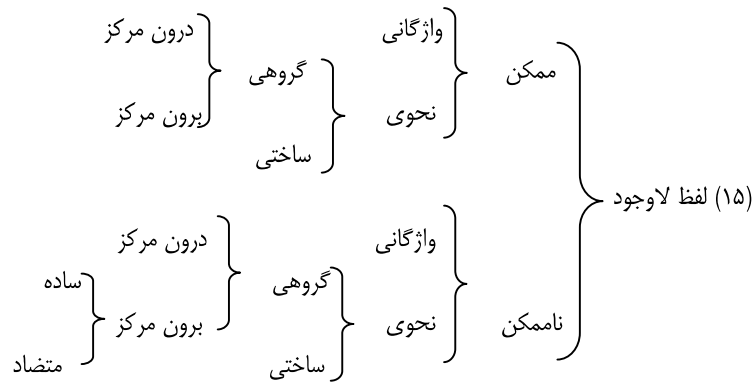 درون مرکز
واژگانی
گروهی
ممکن
برون مرکز
نحوی
ساختی
(۱۵) لفظ لاوجود
درون مرکز
واژگانی
ساده
گروهی
برون مرکز
نحوی
ناممکن
متضاد
ساختی